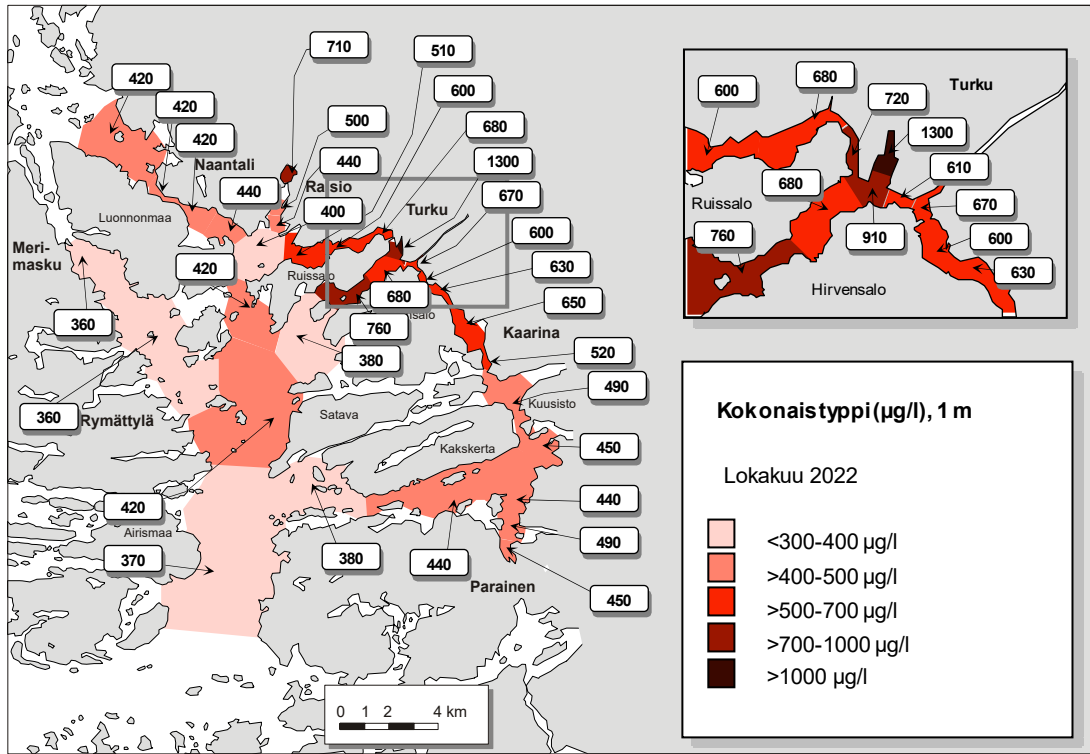 710
510
420
600
420
500
680
420
Naantali
440
1300
440
Raisio
400
Turku
670
Luonnonmaa
600
Meri-
masku
420
Ruissalo
630
680
650
360
760
Kaarina
380
520
490
360
Rymättylä
Satava
Kuusisto
Kakskerta
450
420
440
Airismaa
370
380
440
490
Parainen
450
0 1 2 4 km
680
Turku
600
720
1300
610
680
Ruissalo
670
760
910
600
630
Hirvensalo
Kokonaistyppi (µg/l), 1 m
Lokakuu 2022
<300-400 µg/l
>400-500 µg/l
>500-700 µg/l
>700-1000 µg/l
>1000 µg/l